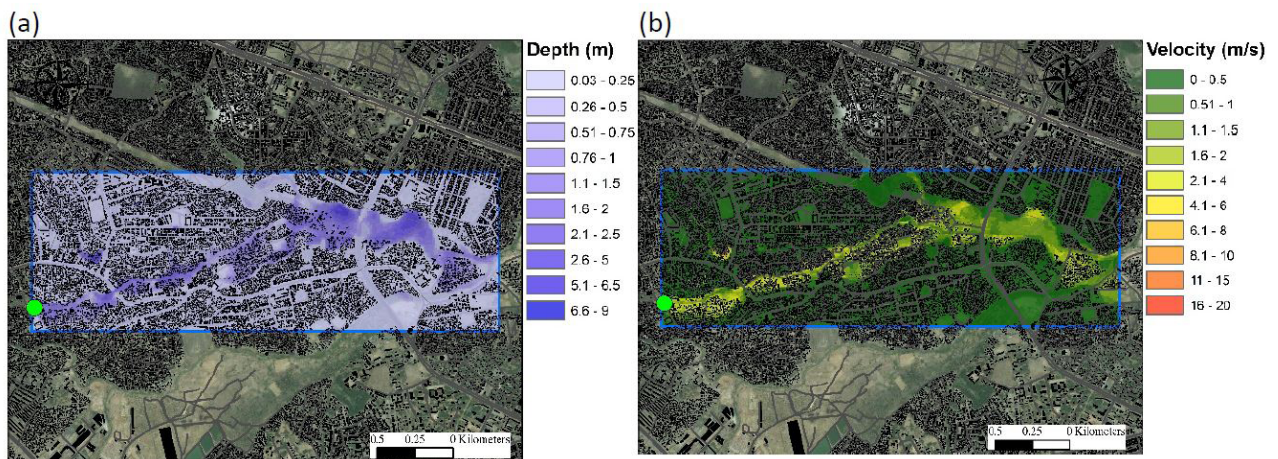 (a)
Depth (m)
0.03 - 0.25
0.26 - 0.5
0.51 - 0.75
0.76 - 1
1.1 - 1.5
1.6 - 2
2.1 - 2.5
2.6 - 5
5.1 - 6.5
6.6 - 9
0.5 0.25 0 Kilometers
(b)
Velocity (m/s)
0 - 0.5
0.51 - 1
1.1 - 1.5
1.6 - 2
2.1 - 4
4.1 - 6
6.1 - 8
8.1 - 10
11 - 15
16 - 20
0.5 0.25 0 Kilometers